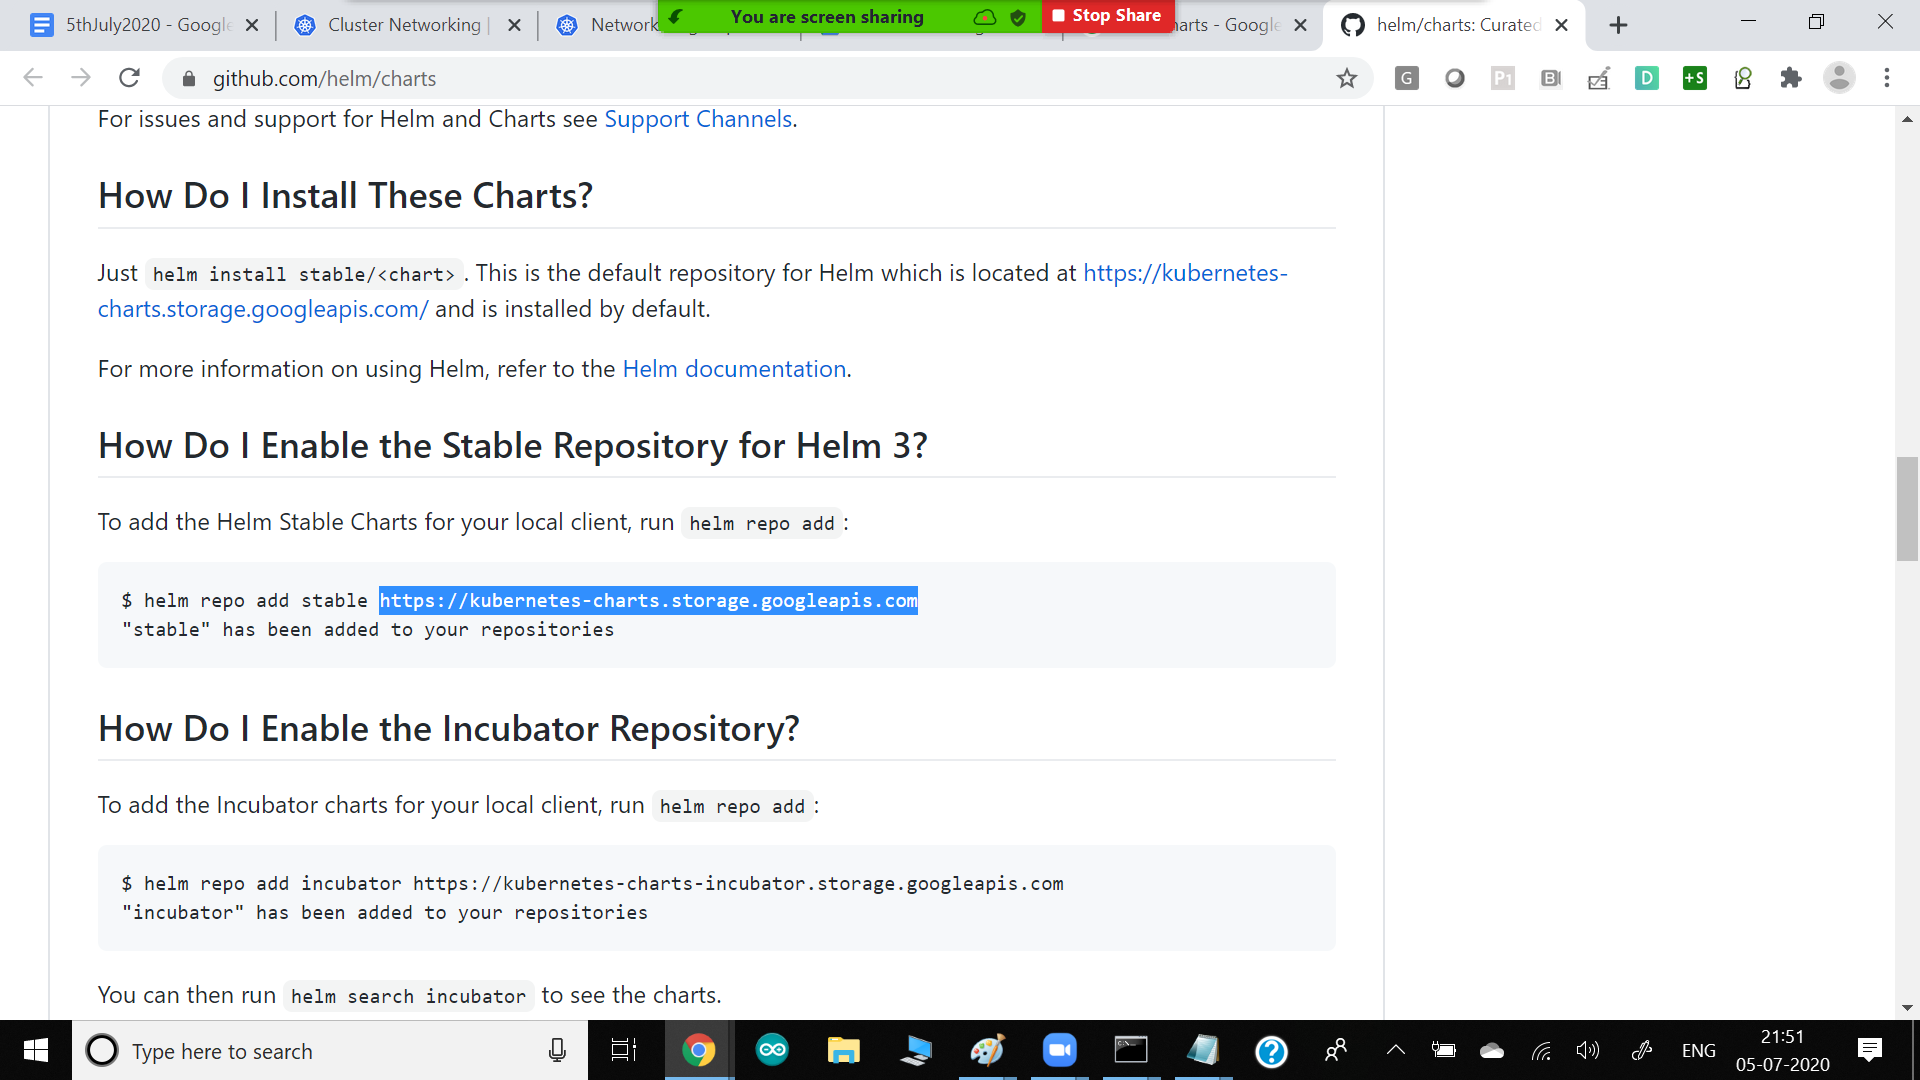 5thJuly2020 - Google
Cluster Networking |
Network
You are screen sharing
Stop Share
arts - Google
helm/charts: Curated
github.com/helm/charts
For issues and support for Helm and Charts see Support Channels.
How Do I Install These Charts?
Just helm install stable/<chart>. This is the default repository for Helm which is located at https://kubernetes-
charts.storage.googleapis.com/ and is installed by default.
For more information on using Helm, refer to the Helm documentation.
How Do I Enable the Stable Repository for Helm 3?
To add the Helm Stable Charts for your local client, run helm repo add:
$ helm repo add stable https://kubernetes-charts.storage.googleapis.com
"stable" has been added to your repositories
How Do I Enable the Incubator Repository?
To add the Incubator charts for your local client, run helm repo add:
$ helm repo add incubator https://kubernetes-charts-incubator.storage.googleapis.com
"incubator" has been added to your repositories
You can then run helm search incubator to see the charts.
Type here to search
ENG
21:51
05-07-2020